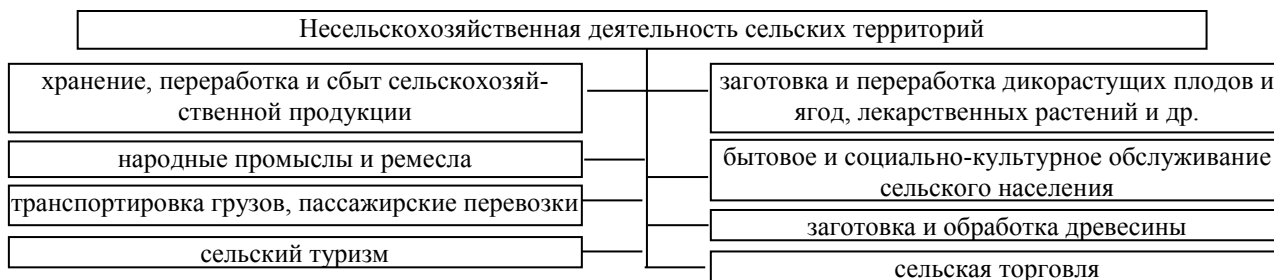 Несельскохозяйственная деятельность сельских территорий
хранение, переработка и сбыт сельскохозяй-
ственной продукции
народные промыслы и ремесла
транспортировка грузов, пассажирские перевозки
сельский туризм
заготовка и переработка дикорастущих плодов и
ягод, лекарственных растений и др.
бытовое и социально-культурное обслуживание
сельского населения
заготовка и обработка древесины
сельская торговля